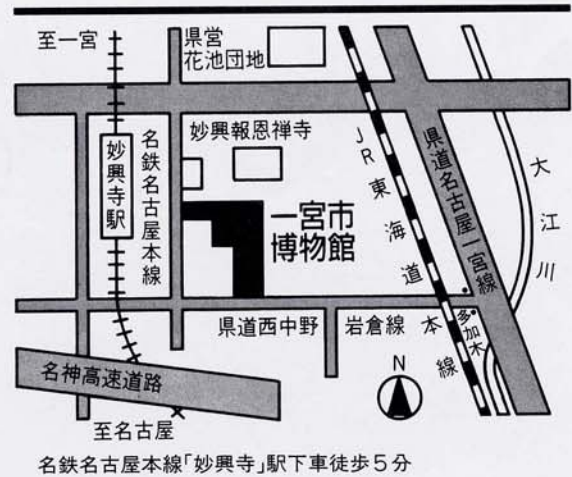 至一宮
県営
花池団地
妙興報恩禅寺
妙興寺駅
名鉄名古屋本線
一宮市
博物館
JR東海道本線
県道名古屋一宮線
大江川
県道西中野 岩倉線
多加木
名神高速道路
N
至名古屋
名鉄名古屋本線「妙興寺」駅下車徒歩5分